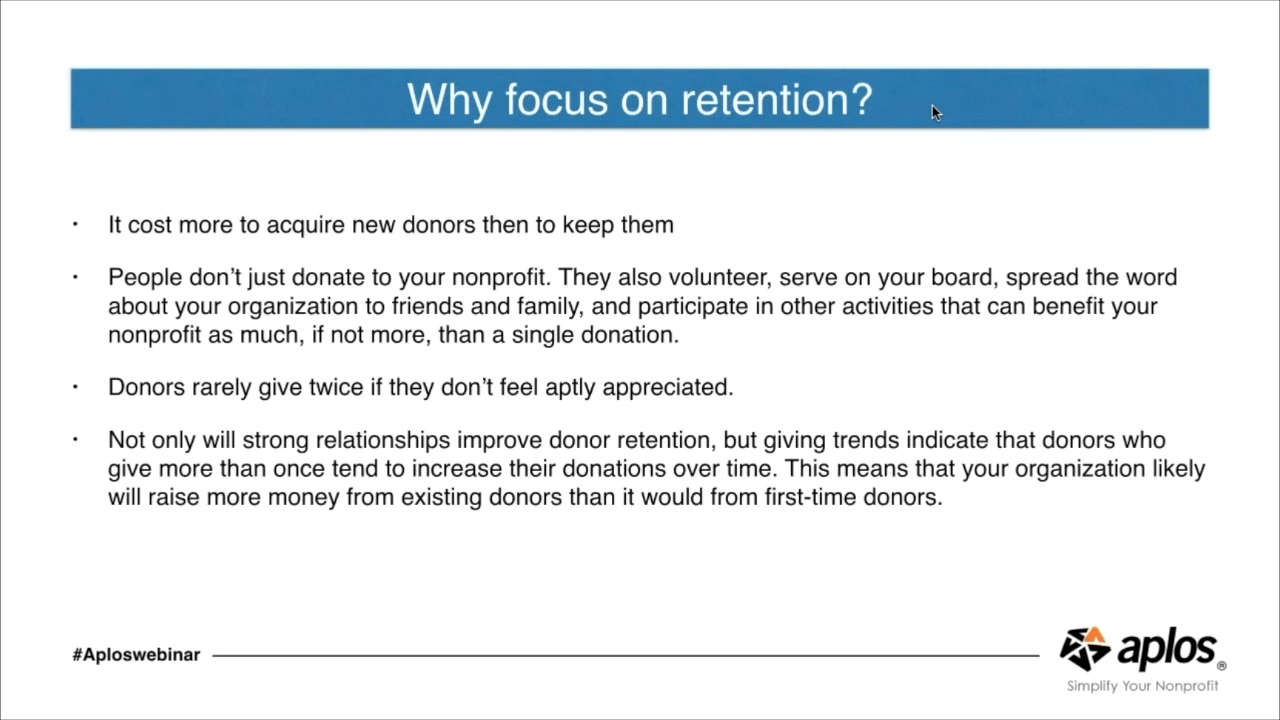 Why focus on retention?
· It cost more to acquire new donors then to keep them
· People don’t just donate to your nonprofit. They also volunteer, serve on your board, spread the word
about your organization to friends and family, and participate in other activities that can benefit your
nonprofit as much, if not more, than a single donation.
· Donors rarely give twice if they don’t feel aptly appreciated.
· Not only will strong relationships improve donor retention, but giving trends indicate that donors who
give more than once tend to increase their donations over time. This means that your organization likely
will raise more money from existing donors than it would from first-time donors.
#Aploswebinar
aplos®
Simplify Your Nonprofit